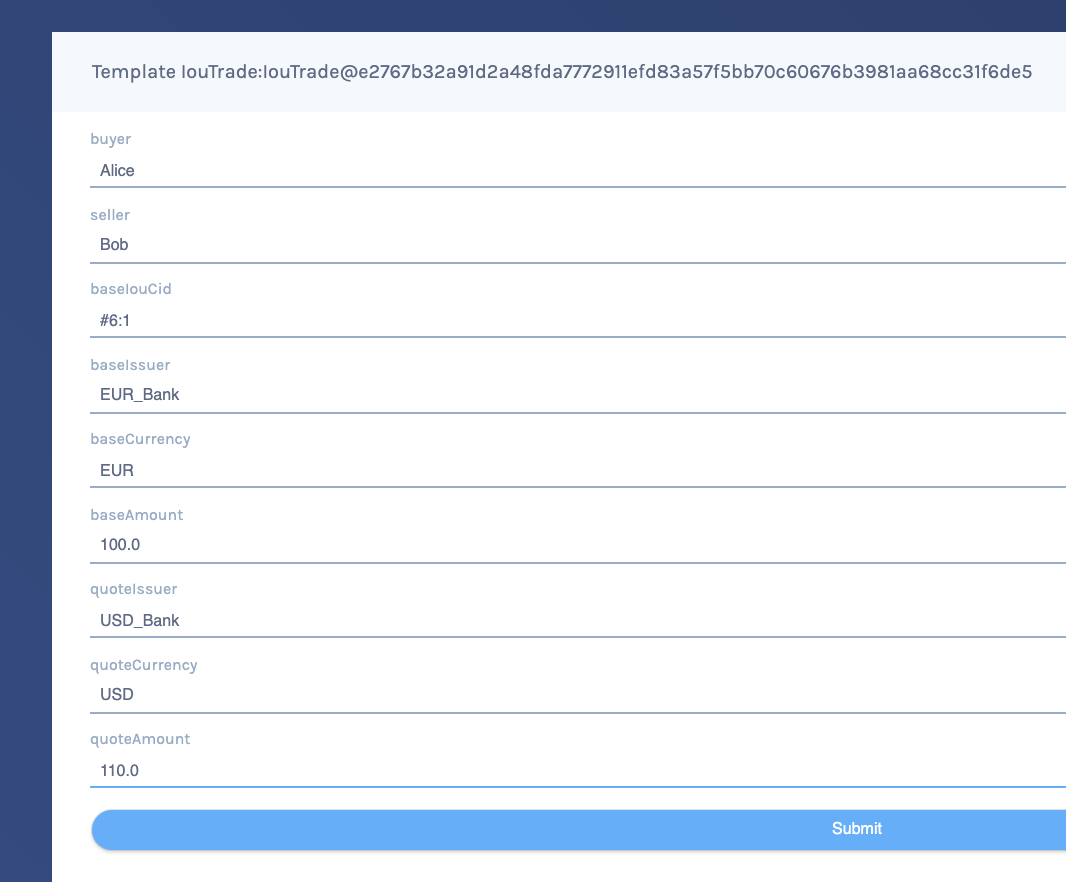 Template IouTrade:IouTrade@e2767b32a91d2a48fda7772911efd83a57f5bb70c60676b3981aa68cc31f6de5
buyer
Alice
seller
Bob
baseIouCid
#6:1
baseIssuer
EUR_Bank
baseCurrency
EUR
baseAmount
100.0
quoteIssuer
USD_Bank
quoteCurrency
USD
quoteAmount
110.0
Submit